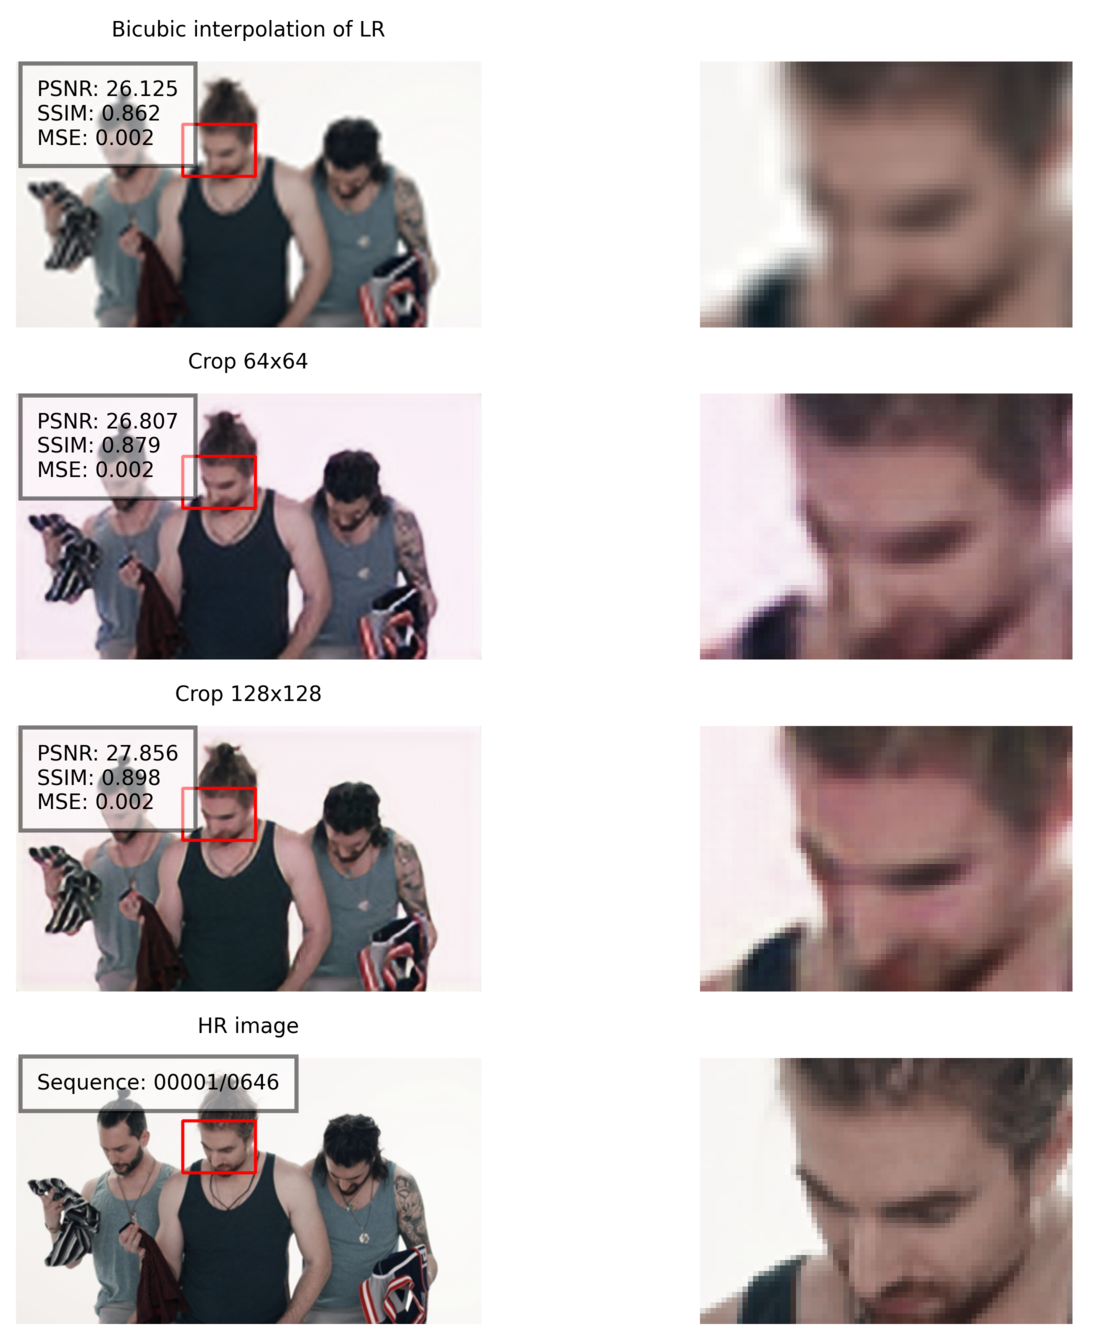 Bicubic interpolation of LR
PSNR: 26.125
SSIM: 0.862
MSE: 0.002
Crop 64x64
PSNR: 26.807
SSIM: 0.879
MSE: 0.002
Crop 128x128
PSNR: 27.856
SSIM: 0.898
MSE: 0.002
HR image
Sequence: 00001/0646